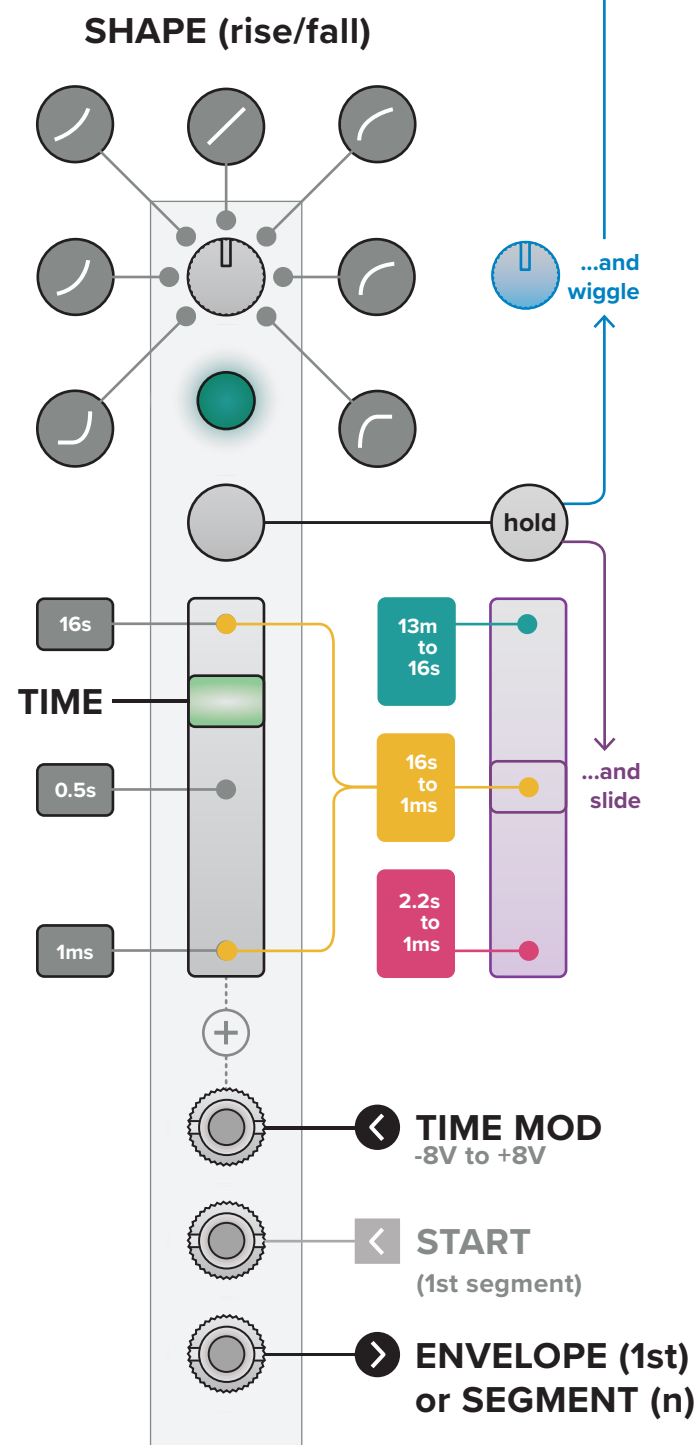 SHAPE (rise/fall)
...and
wiggle
hold
16s
13m
to
16s
TIME
16s
to
1ms
...and
slide
0.5s
2.2s
to
1ms
1ms
TIME MOD
-8V to +8V
START
(1st segment)
ENVELOPE (1st)
or SEGMENT (n)